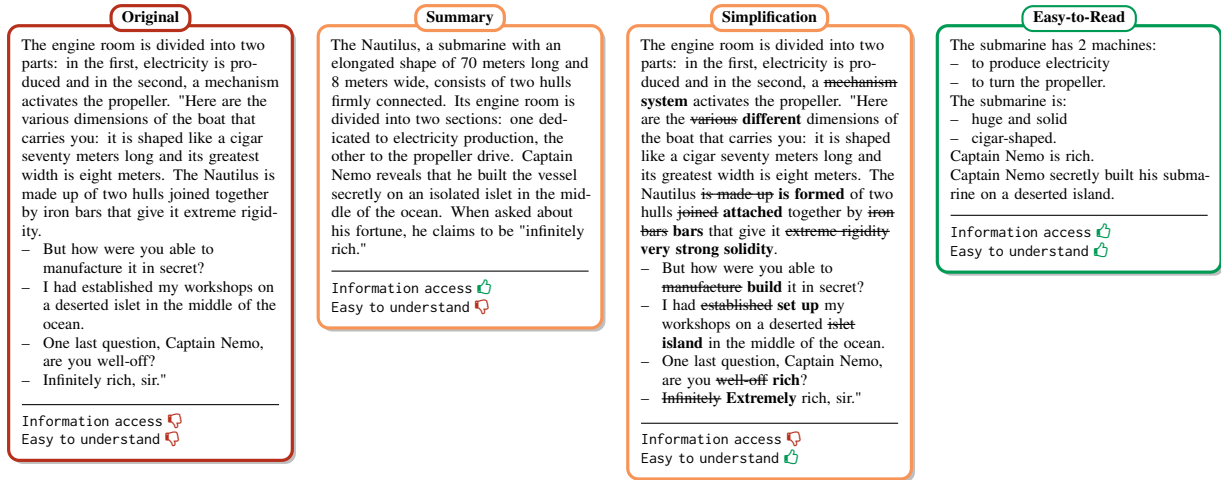 Original
The engine room is divided into two
parts: in the first, electricity is pro-
duced and in the second, a mechanism
activates the propeller. "Here are the
various dimensions of the boat that
carries you: it is shaped like a cigar
seventy meters long and its greatest
width is eight meters. The Nautilus is
made up of two hulls joined together
by iron bars that give it extreme rigid-
ity.
– But how were you able to
manufacture it in secret?
– I had established my workshops on
a deserted islet in the middle of the
ocean.
– One last question, Captain Nemo,
are you well-off?
– Infinitely rich, sir."
Information access
Easy to understand
Summary
The Nautilus, a submarine with an
elongated shape of 70 meters long and
8 meters wide, consists of two hulls
firmly connected. Its engine room is
divided into two sections: one ded-
icated to electricity production, the
other to the propeller drive. Captain
Nemo reveals that he built the vessel
secretly on an isolated islet in the mid-
dle of the ocean. When asked about
his fortune, he claims to be "infinitely
rich."
Information access
Easy to understand
Simplification
The engine room is divided into two
parts: in the first, electricity is pro-
duced and in the second, a mechanism
system activates the propeller. "Here
are the various different dimensions of
the boat that carries you: it is shaped
like a cigar seventy meters long and
its greatest width is eight meters. The
Nautilus is made up is formed of two
hulls joined attached together by iron
bars bars that give it extreme rigidity
very strong solidity.
– But how were you able to
manufacture build it in secret?
– I had established set up my
workshops on a deserted islet
island in the middle of the ocean.
– One last question, Captain Nemo,
are you well-off rich?
– Infinitely Extremely rich, sir."
Information access
Easy to understand
Easy-to-Read
The submarine has 2 machines:
– to produce electricity
– to turn the propeller.
The submarine is:
– huge and solid
– cigar-shaped.
Captain Nemo is rich.
Captain Nemo secretly built his subma-
rine on a deserted island.
Information access
Easy to understand